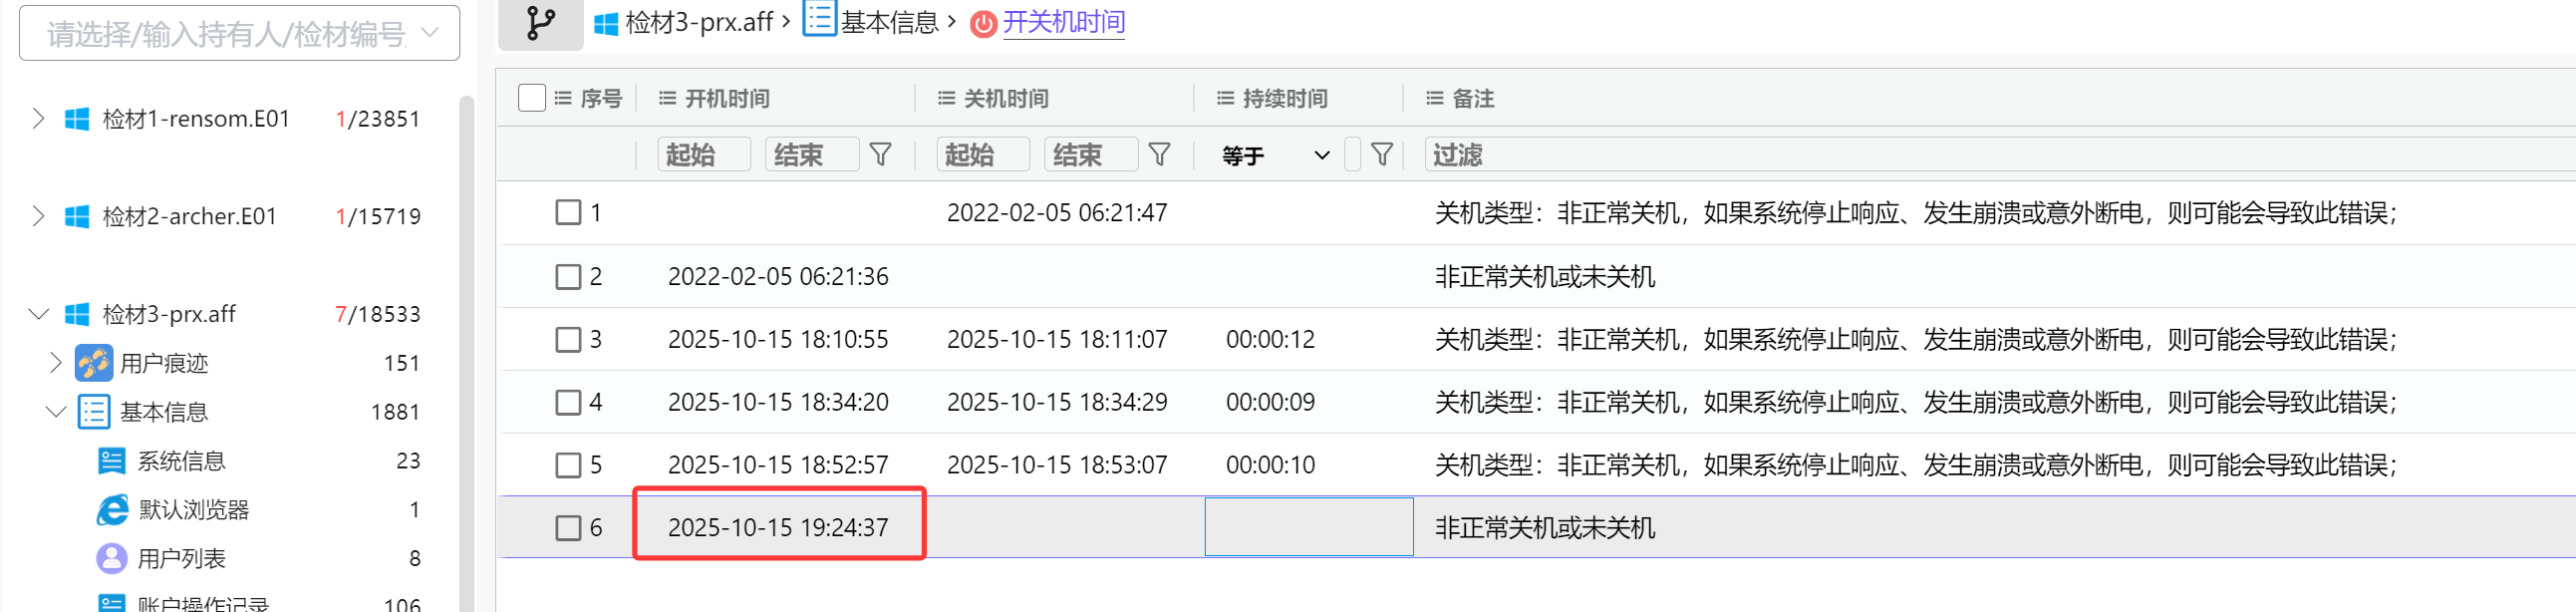 请选择/输入持有人/检材编号
检材3-prx.aff > 基本信息 > 开关机时间
检材1-rensom.E01 1/23851
检材2-archer.E01 1/15719
检材3-prx.aff 7/18533
用户痕迹 151
基本信息 1881
系统信息 23
默认浏览器 1
用户列表 8
账户操作记录 106
序号 开机时间 关机时间 持续时间 备注
起始 结束 起始 结束 等于 过滤
1 2022-02-05 06:21:47 关机类型：非正常关机，如果系统停止响应、发生崩溃或意外断电，则可能会导致此错误；
2 2022-02-05 06:21:36 非正常关机或未关机
3 2025-10-15 18:10:55 2025-10-15 18:11:07 00:00:12 关机类型：非正常关机，如果系统停止响应、发生崩溃或意外断电，则可能会导致此错误；
4 2025-10-15 18:34:20 2025-10-15 18:34:29 00:00:09 关机类型：非正常关机，如果系统停止响应、发生崩溃或意外断电，则可能会导致此错误；
5 2025-10-15 18:52:57 2025-10-15 18:53:07 00:00:10 关机类型：非正常关机，如果系统停止响应、发生崩溃或意外断电，则可能会导致此错误；
6 2025-10-15 19:24:37 非正常关机或未关机